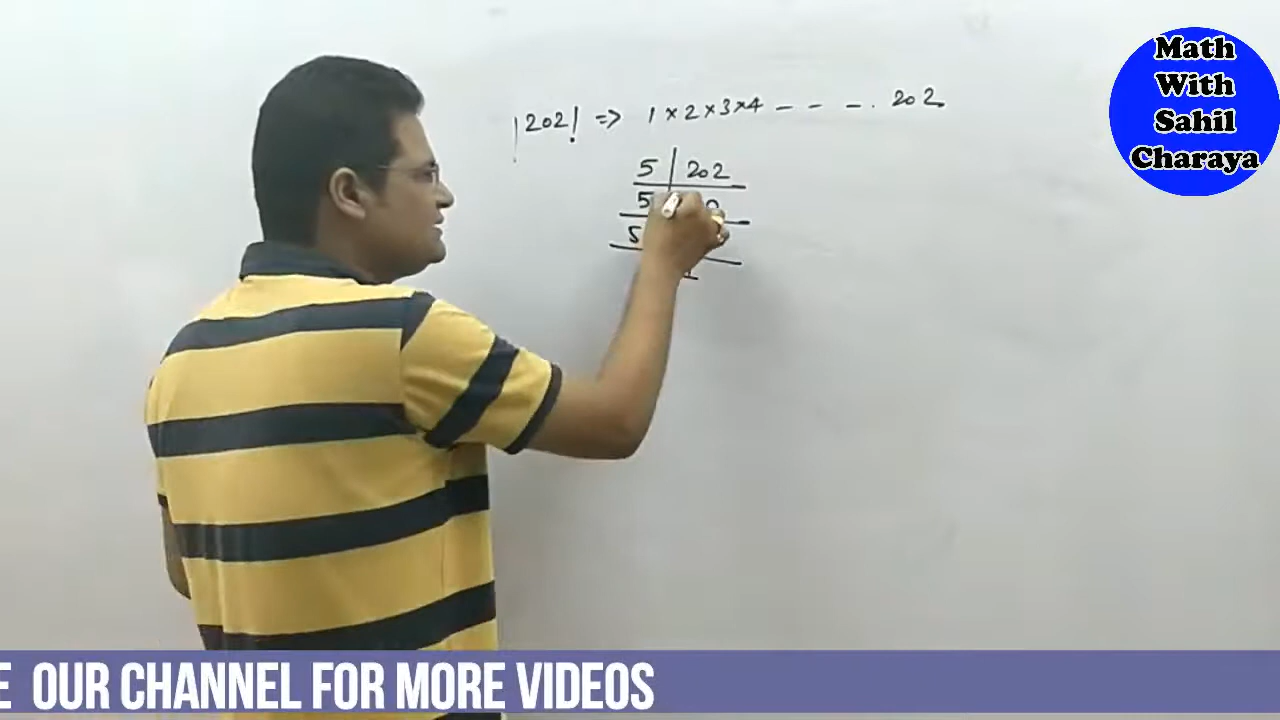 Math
With
Sahil
Charaya
202! => 1 x 2 x 3 x 4 - - - . 202
5 | 202
5
5
E OUR CHANNEL FOR MORE VIDEOS